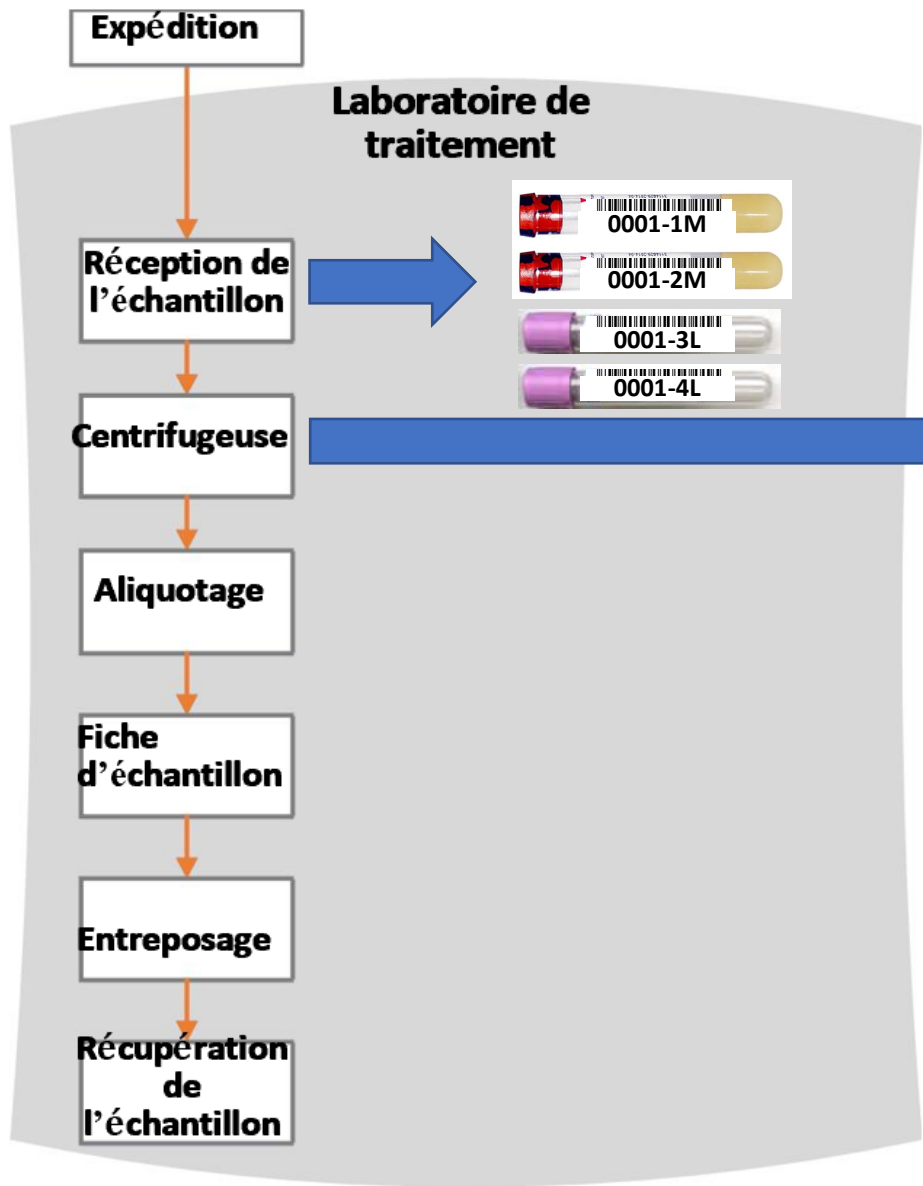 Expédition
Laboratoire de
traitement
0001-1M
0001-2M
Réception de
l’échantillon
0001-3L
0001-4L
Centrifugeuse
Aliquotage
Fiche
d’échantillon
Entreposage
Récupération
de
l’échantillon